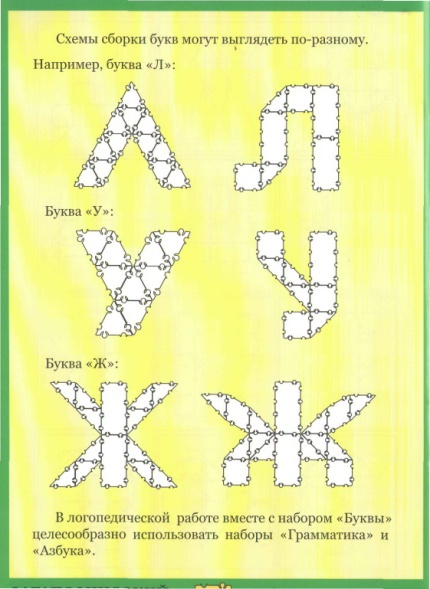 Схемы сборки букв могут выглядеть по-разному.
Например, буква «Л»:
Буква «У»:
Буква «Ж»:
В логопедической работе вместе с набором «Буквы»
целесообразно использовать наборы «Грамматика» и
«Азбука».